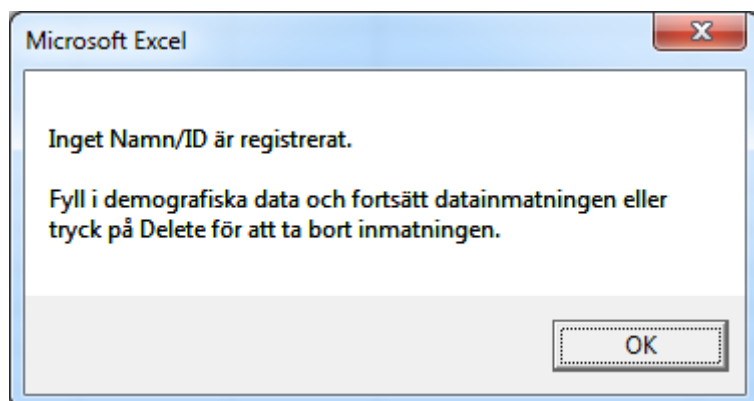 Microsoft Excel
Inget Namn/ID är registrerat.
Fyll i demografiska data och fortsätt datainmatningen eller
tryck på Delete för att ta bort inmatningen.
OK